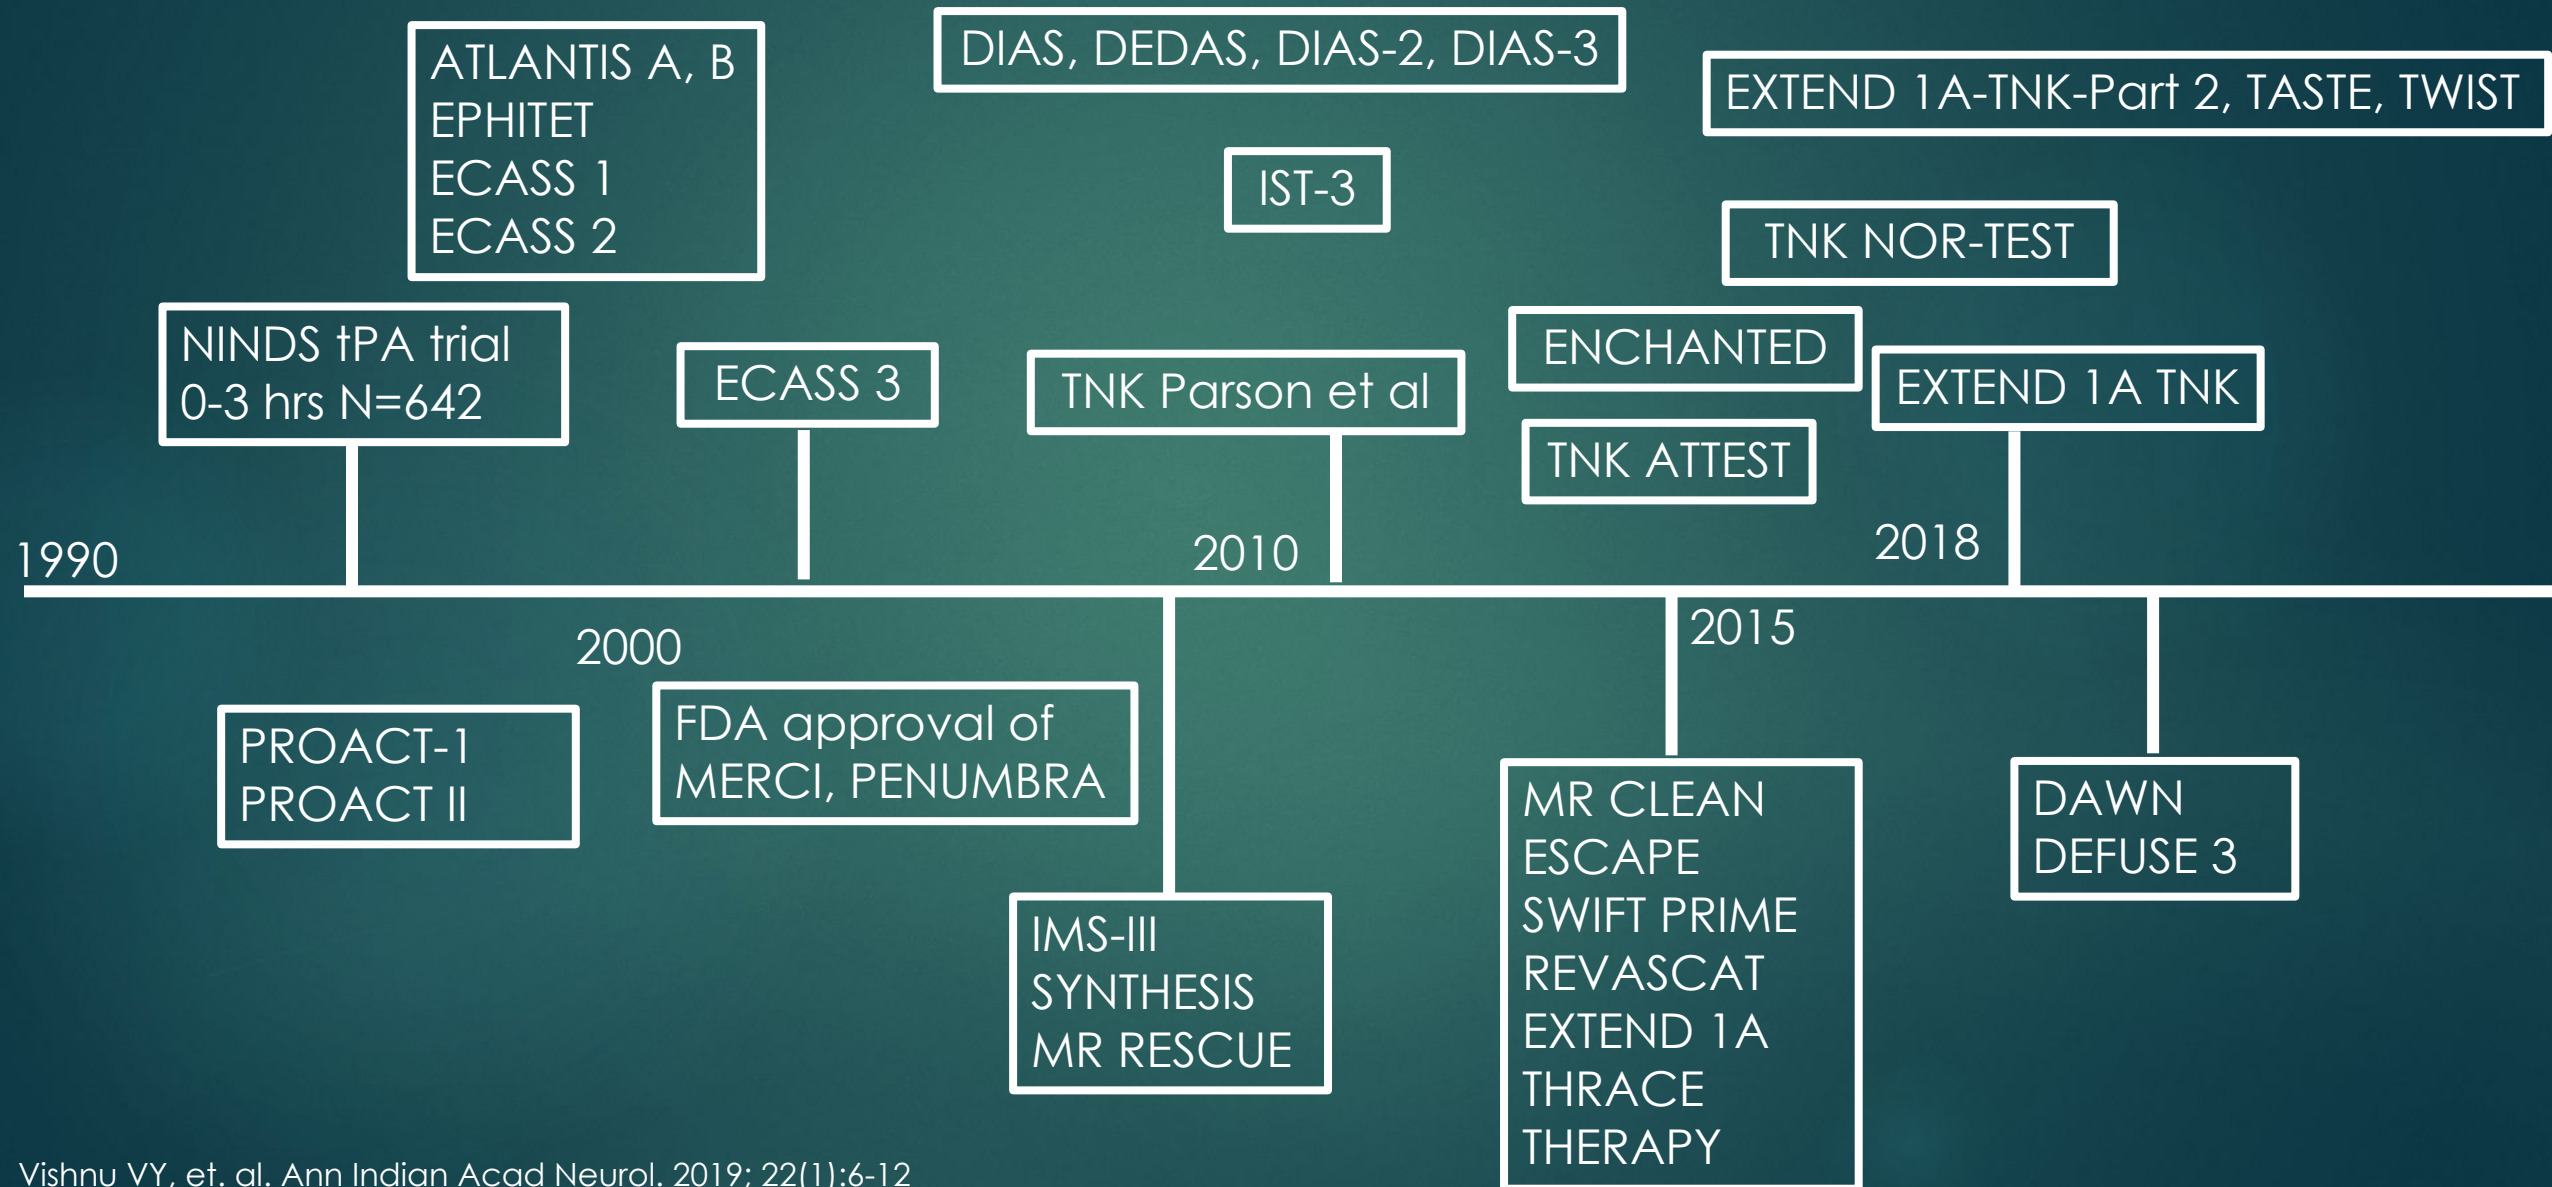 ATLANTIS A, B
EPHITET
ECASS 1
ECASS 2
DIAS, DEDAS, DIAS-2, DIAS-3
EXTEND 1A-TNK-Part 2, TASTE, TWIST
IST-3
TNK NOR-TEST
NINDS tPA trial
0-3 hrs N=642
ECASS 3
TNK Parson et al
ENCHANTED
EXTEND 1A TNK
TNK ATTEST
1990
2010
2018
2000
2015
PROACT-1
PROACT II
FDA approval of
MERCI, PENUMBRA
IMS-III
SYNTHESIS
MR RESCUE
MR CLEAN
ESCAPE
SWIFT PRIME
REVASCAT
EXTEND 1A
THRACE
THERAPY
DAWN
DEFUSE 3
Vishnu VY, et. al. Ann Indian Acad Neurol. 2019; 22(1):6-12